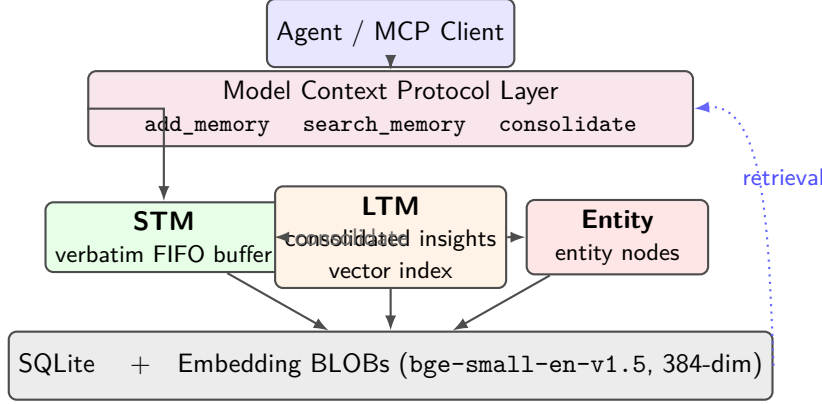 Agent / MCP Client
Model Context Protocol Layer
add_memory search_memory consolidate
retrieval
STM
verbatim FIFO buffer
LTM
consolidated insights
vector index
consolidate
Entity
entity nodes
SQLite + Embedding BLOBs (bge-small-en-v1.5, 384-dim)